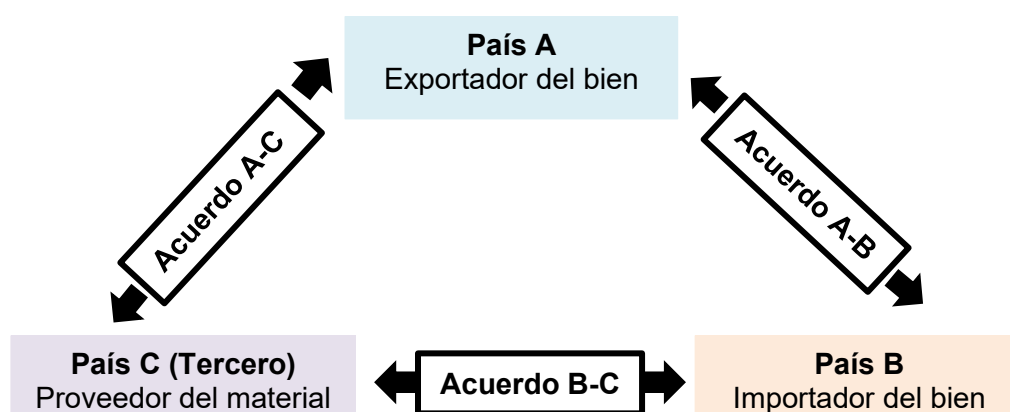 País A
Exportador del bien
Acuerdo A-C
Acuerdo A-B
País C (Tercero)
Proveedor del material
Acuerdo B-C
País B
Importador del bien